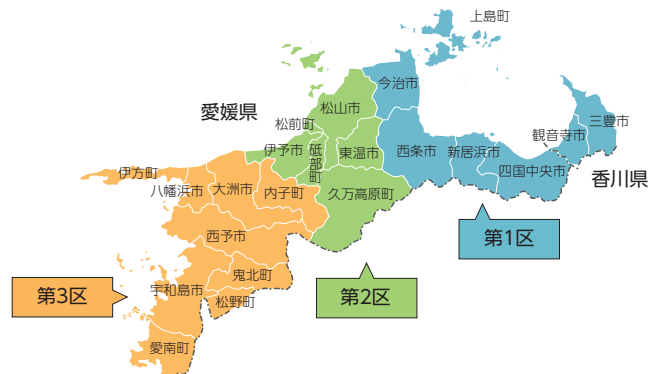 上島町
今治市
愛媛県
松山市
三豊市
松前町
観音寺市
伊予市
砥部町
東温市
西条市
新居浜市
四国中央市
香川県
伊方町
八幡浜市
大洲市
内子町
久万高原町
第1区
西予市
鬼北町
第3区
宇和島市
松野町
第2区
愛南町